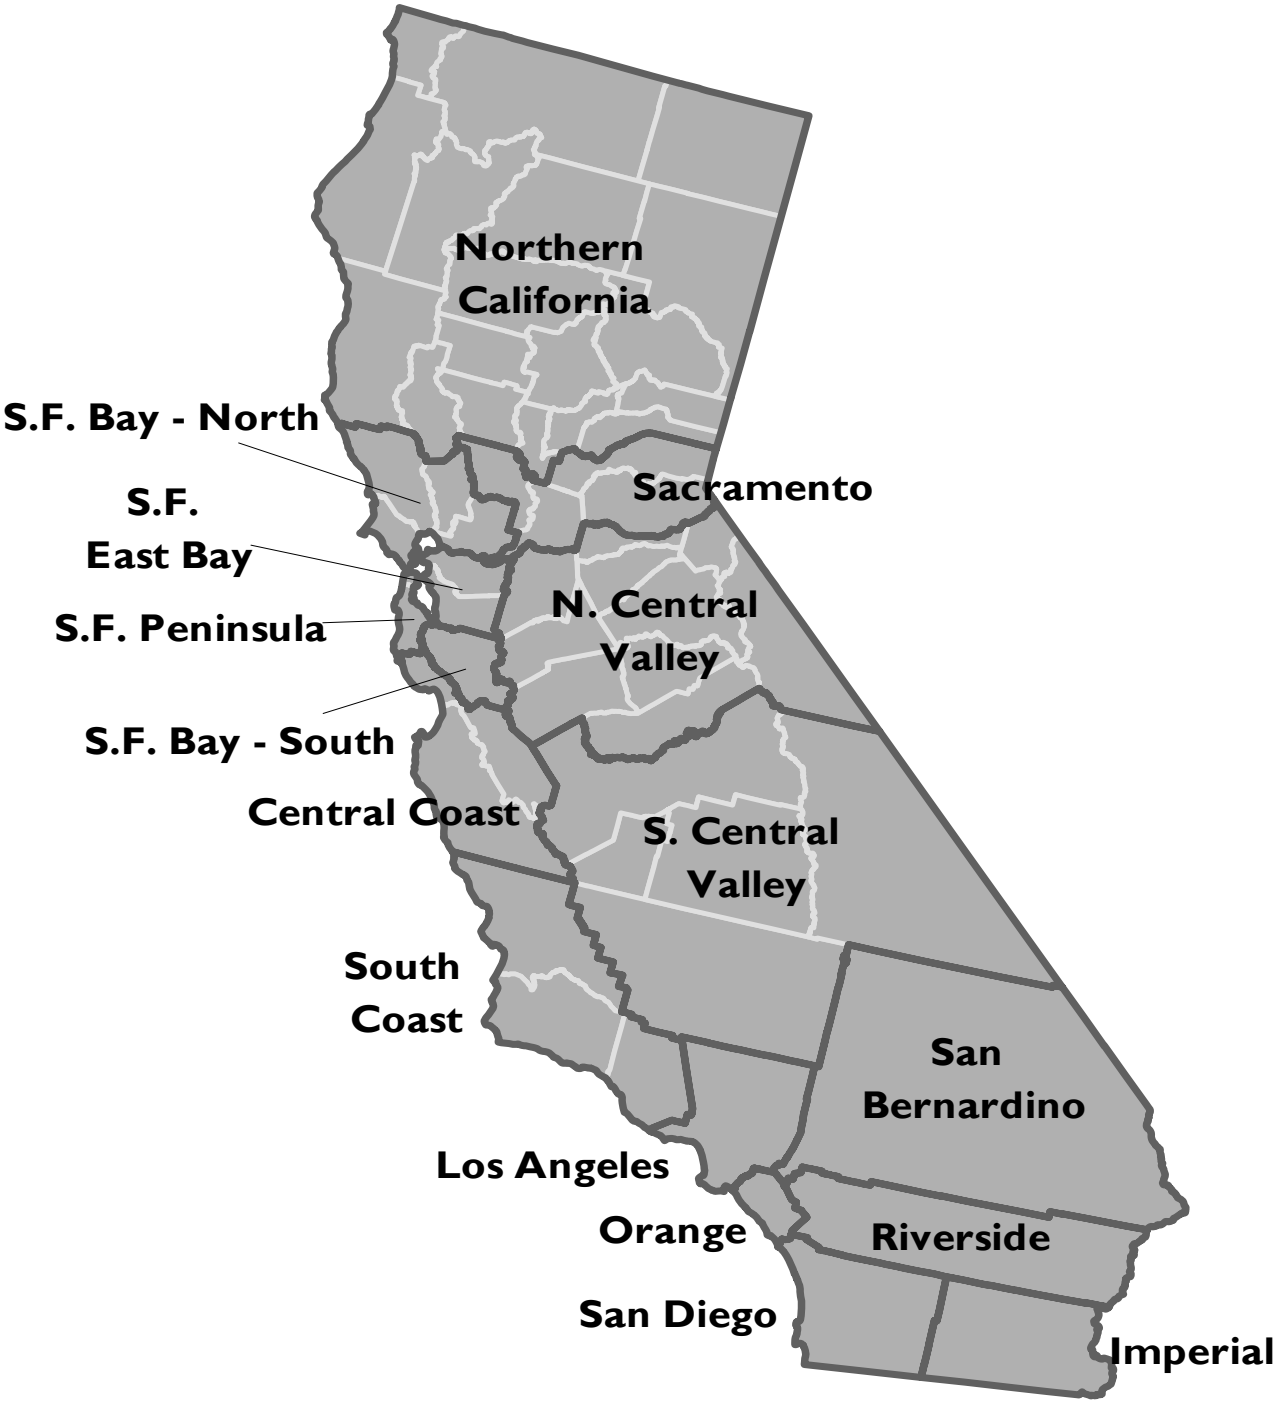 Northern
California
S.F. Bay - North
Sacramento
S.F.
East Bay
N. Central
Valley
S.F. Peninsula
S.F. Bay - South
Central Coast
S. Central
Valley
South
Coast
San
Bernardino
Los Angeles
Orange
Riverside
San Diego
Imperial